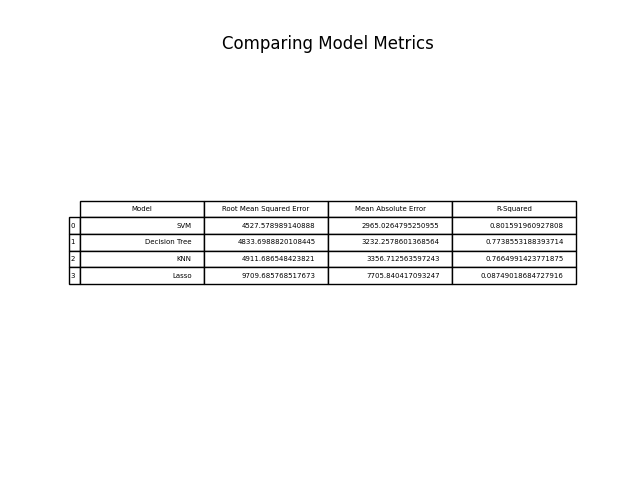 Comparing Model Metrics
Model Root Mean Squared Error Mean Absolute Error R-Squared
0 SVM 4527.578989140888 2965.0264795250955 0.801591960927808
1 Decision Tree 4833.6988820108445 3232.2578601368564 0.7738553188393714
2 KNN 4911.686548423821 3356.712563597243 0.7664991423771875
3 Lasso 9709.685768517673 7705.840417093247 0.08749018684727916